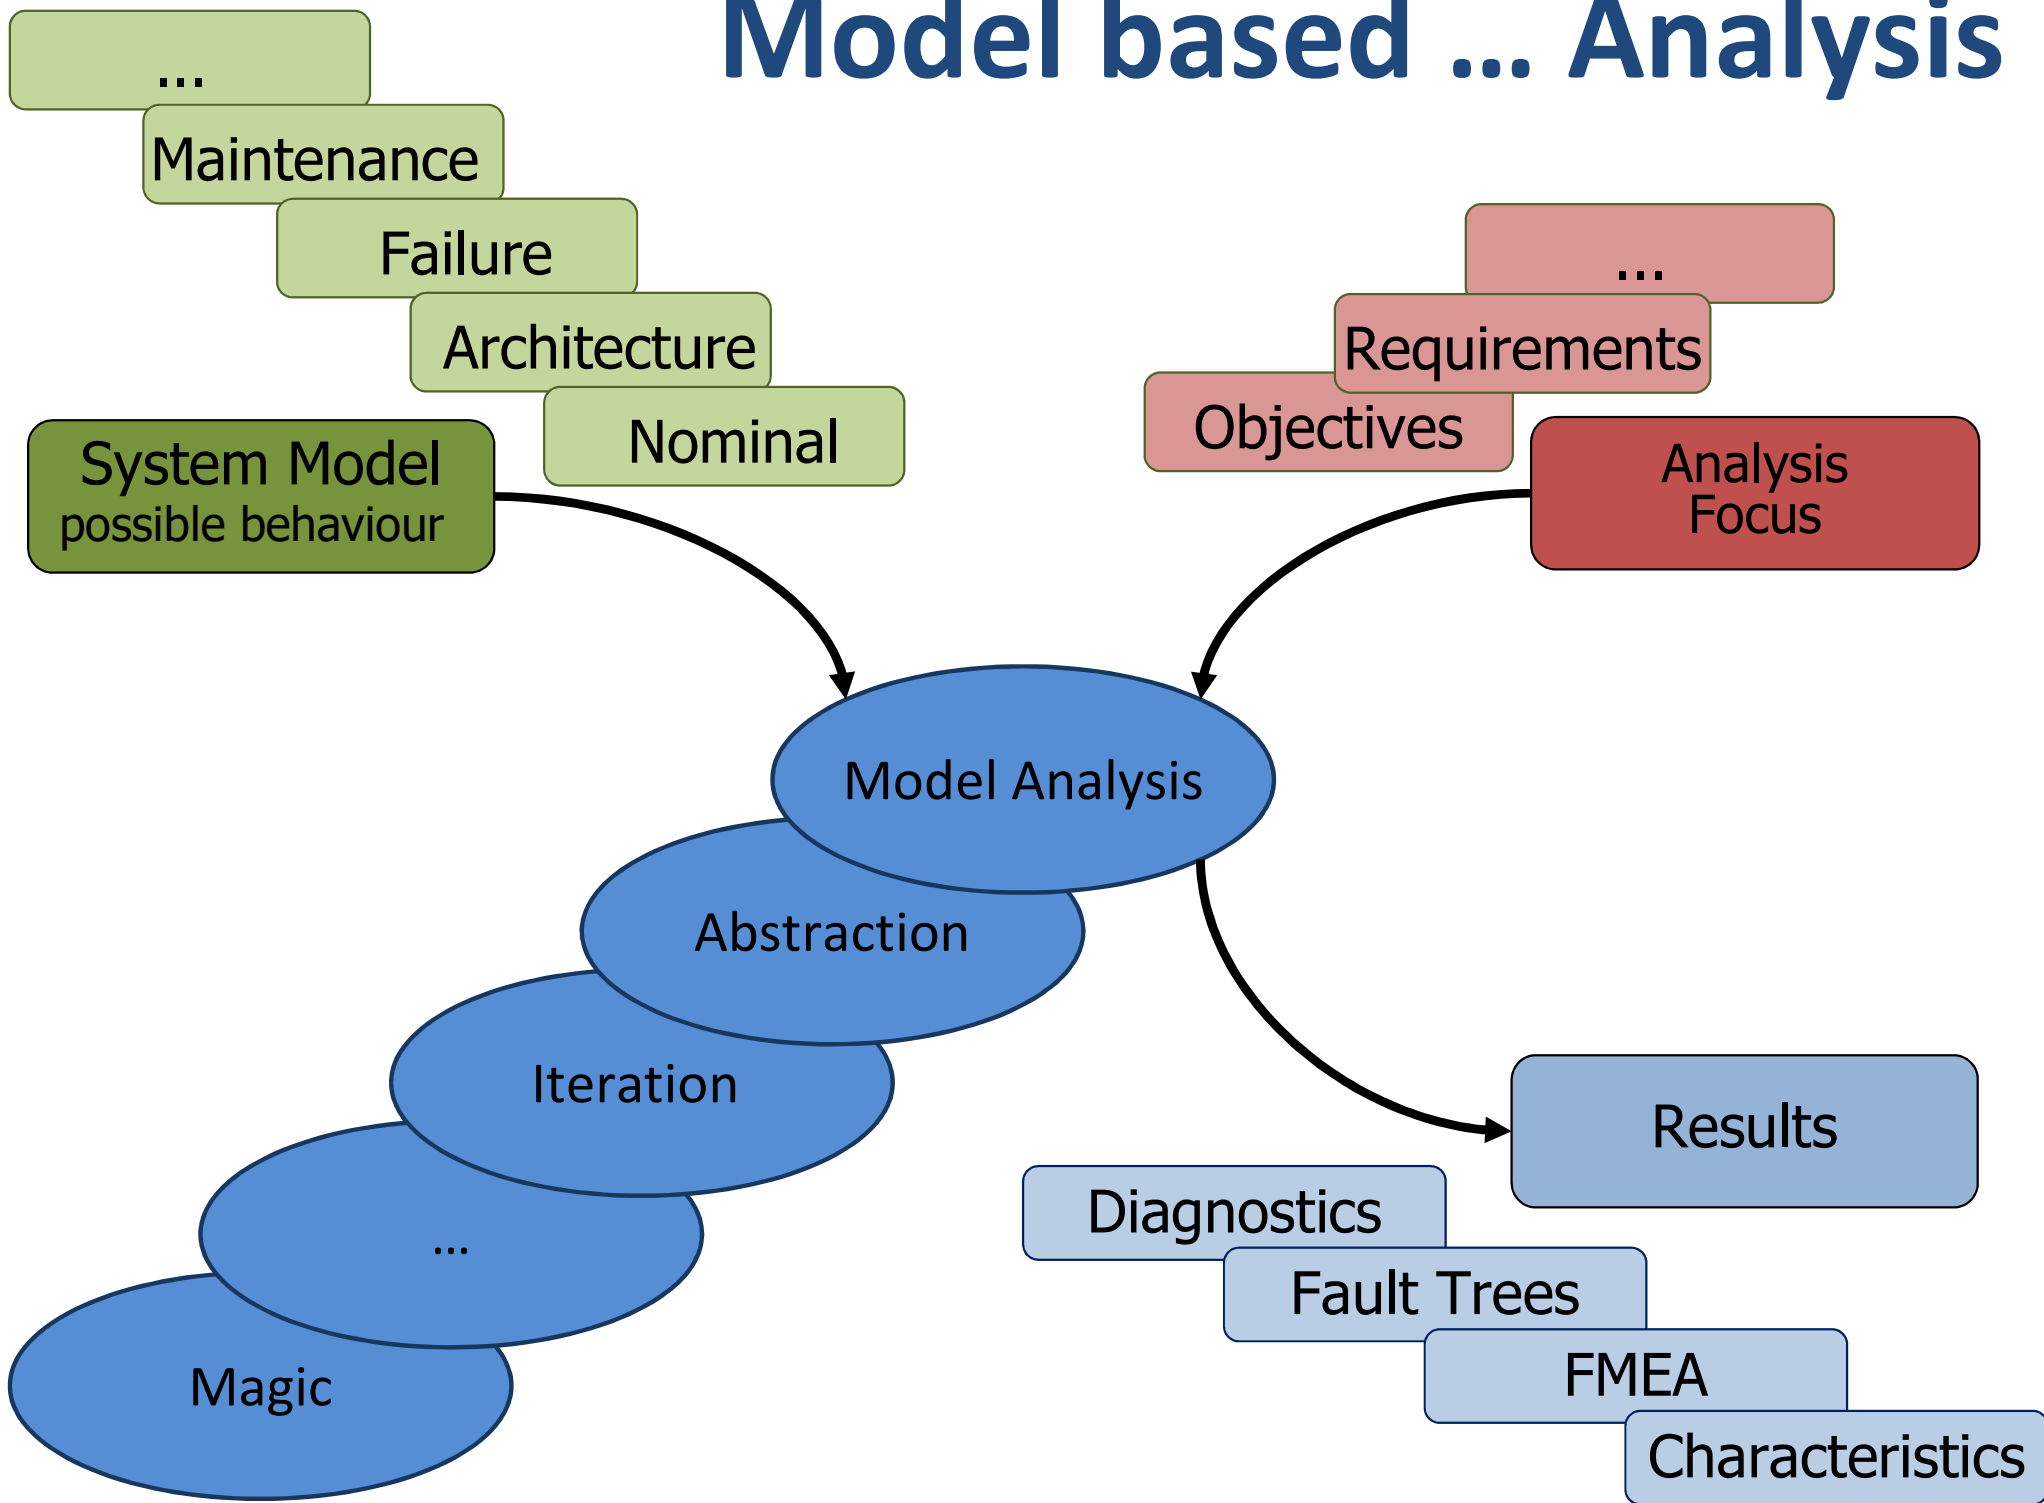 Model based ... Analysis
...
Maintenance
Failure
Architecture
Nominal
System Model
possible behaviour
...
Requirements
Objectives
Analysis
Focus
Model Analysis
Abstraction
Iteration
...
Magic
Results
Diagnostics
Fault Trees
FMEA
Characteristics